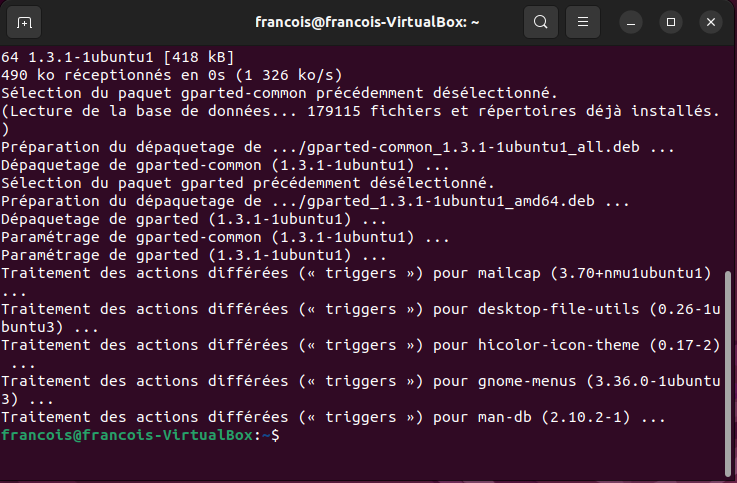 francois@francois-VirtualBox: ~
64 1.3.1-1ubuntu1 [418 kB]
490 ko réceptionnés en 0s (1 326 ko/s)
Sélection du paquet gparted-common précédemment désélectionné.
(Lecture de la base de données... 179115 fichiers et répertoires déjà installés.
)
Préparation du dépaquetage de .../gparted-common_1.3.1-1ubuntu1_all.deb ...
Dépaquetage de gparted-common (1.3.1-1ubuntu1) ...
Sélection du paquet gparted précédemment désélectionné.
Préparation du dépaquetage de .../gparted_1.3.1-1ubuntu1_amd64.deb ...
Dépaquetage de gparted (1.3.1-1ubuntu1) ...
Paramétrage de gparted-common (1.3.1-1ubuntu1) ...
Paramétrage de gparted (1.3.1-1ubuntu1) ...
Traitement des actions différées (« triggers ») pour mailcap (3.70+nmu1ubuntu1)
...
Traitement des actions différées (« triggers ») pour desktop-file-utils (0.26-1u
buntu3) ...
Traitement des actions différées (« triggers ») pour hicolor-icon-theme (0.17-2)
 ...
Traitement des actions différées (« triggers ») pour gnome-menus (3.36.0-1ubuntu
3) ...
Traitement des actions différées (« triggers ») pour man-db (2.10.2-1) ...
francois@francois-VirtualBox:~$